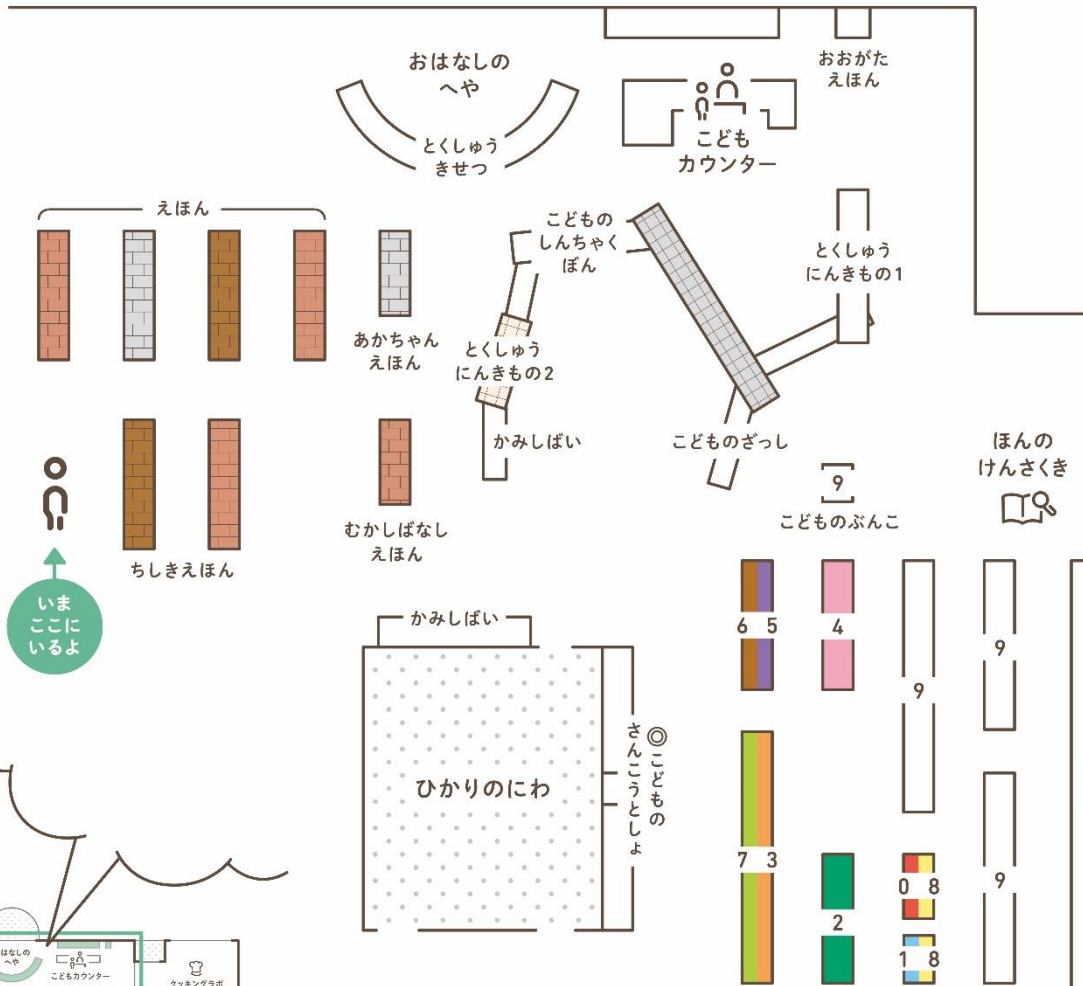 おはなしの
へや
とくしゅう
きせつ
おおがた
えほん
こども
カウンター
えほん
こどもの
しんちゃく
ぼん
とくしゅう
にんきもの1
あかちゃん
えほん
とくしゅう
にんきもの2
かみしばい
こどものざっし
ほんの
けんさくき
9
こどものぶんこ
むかしばなし
えほん
ちしきえほん
いま
ここに
いるよ
かみしばい
6 5
4
9
9
◎こどもの
さんこうとしょ
ひかりのにわ
7 3
2
0 8
9
1 8
おはなしの
へや
こどもカウンター
クッキングラボ